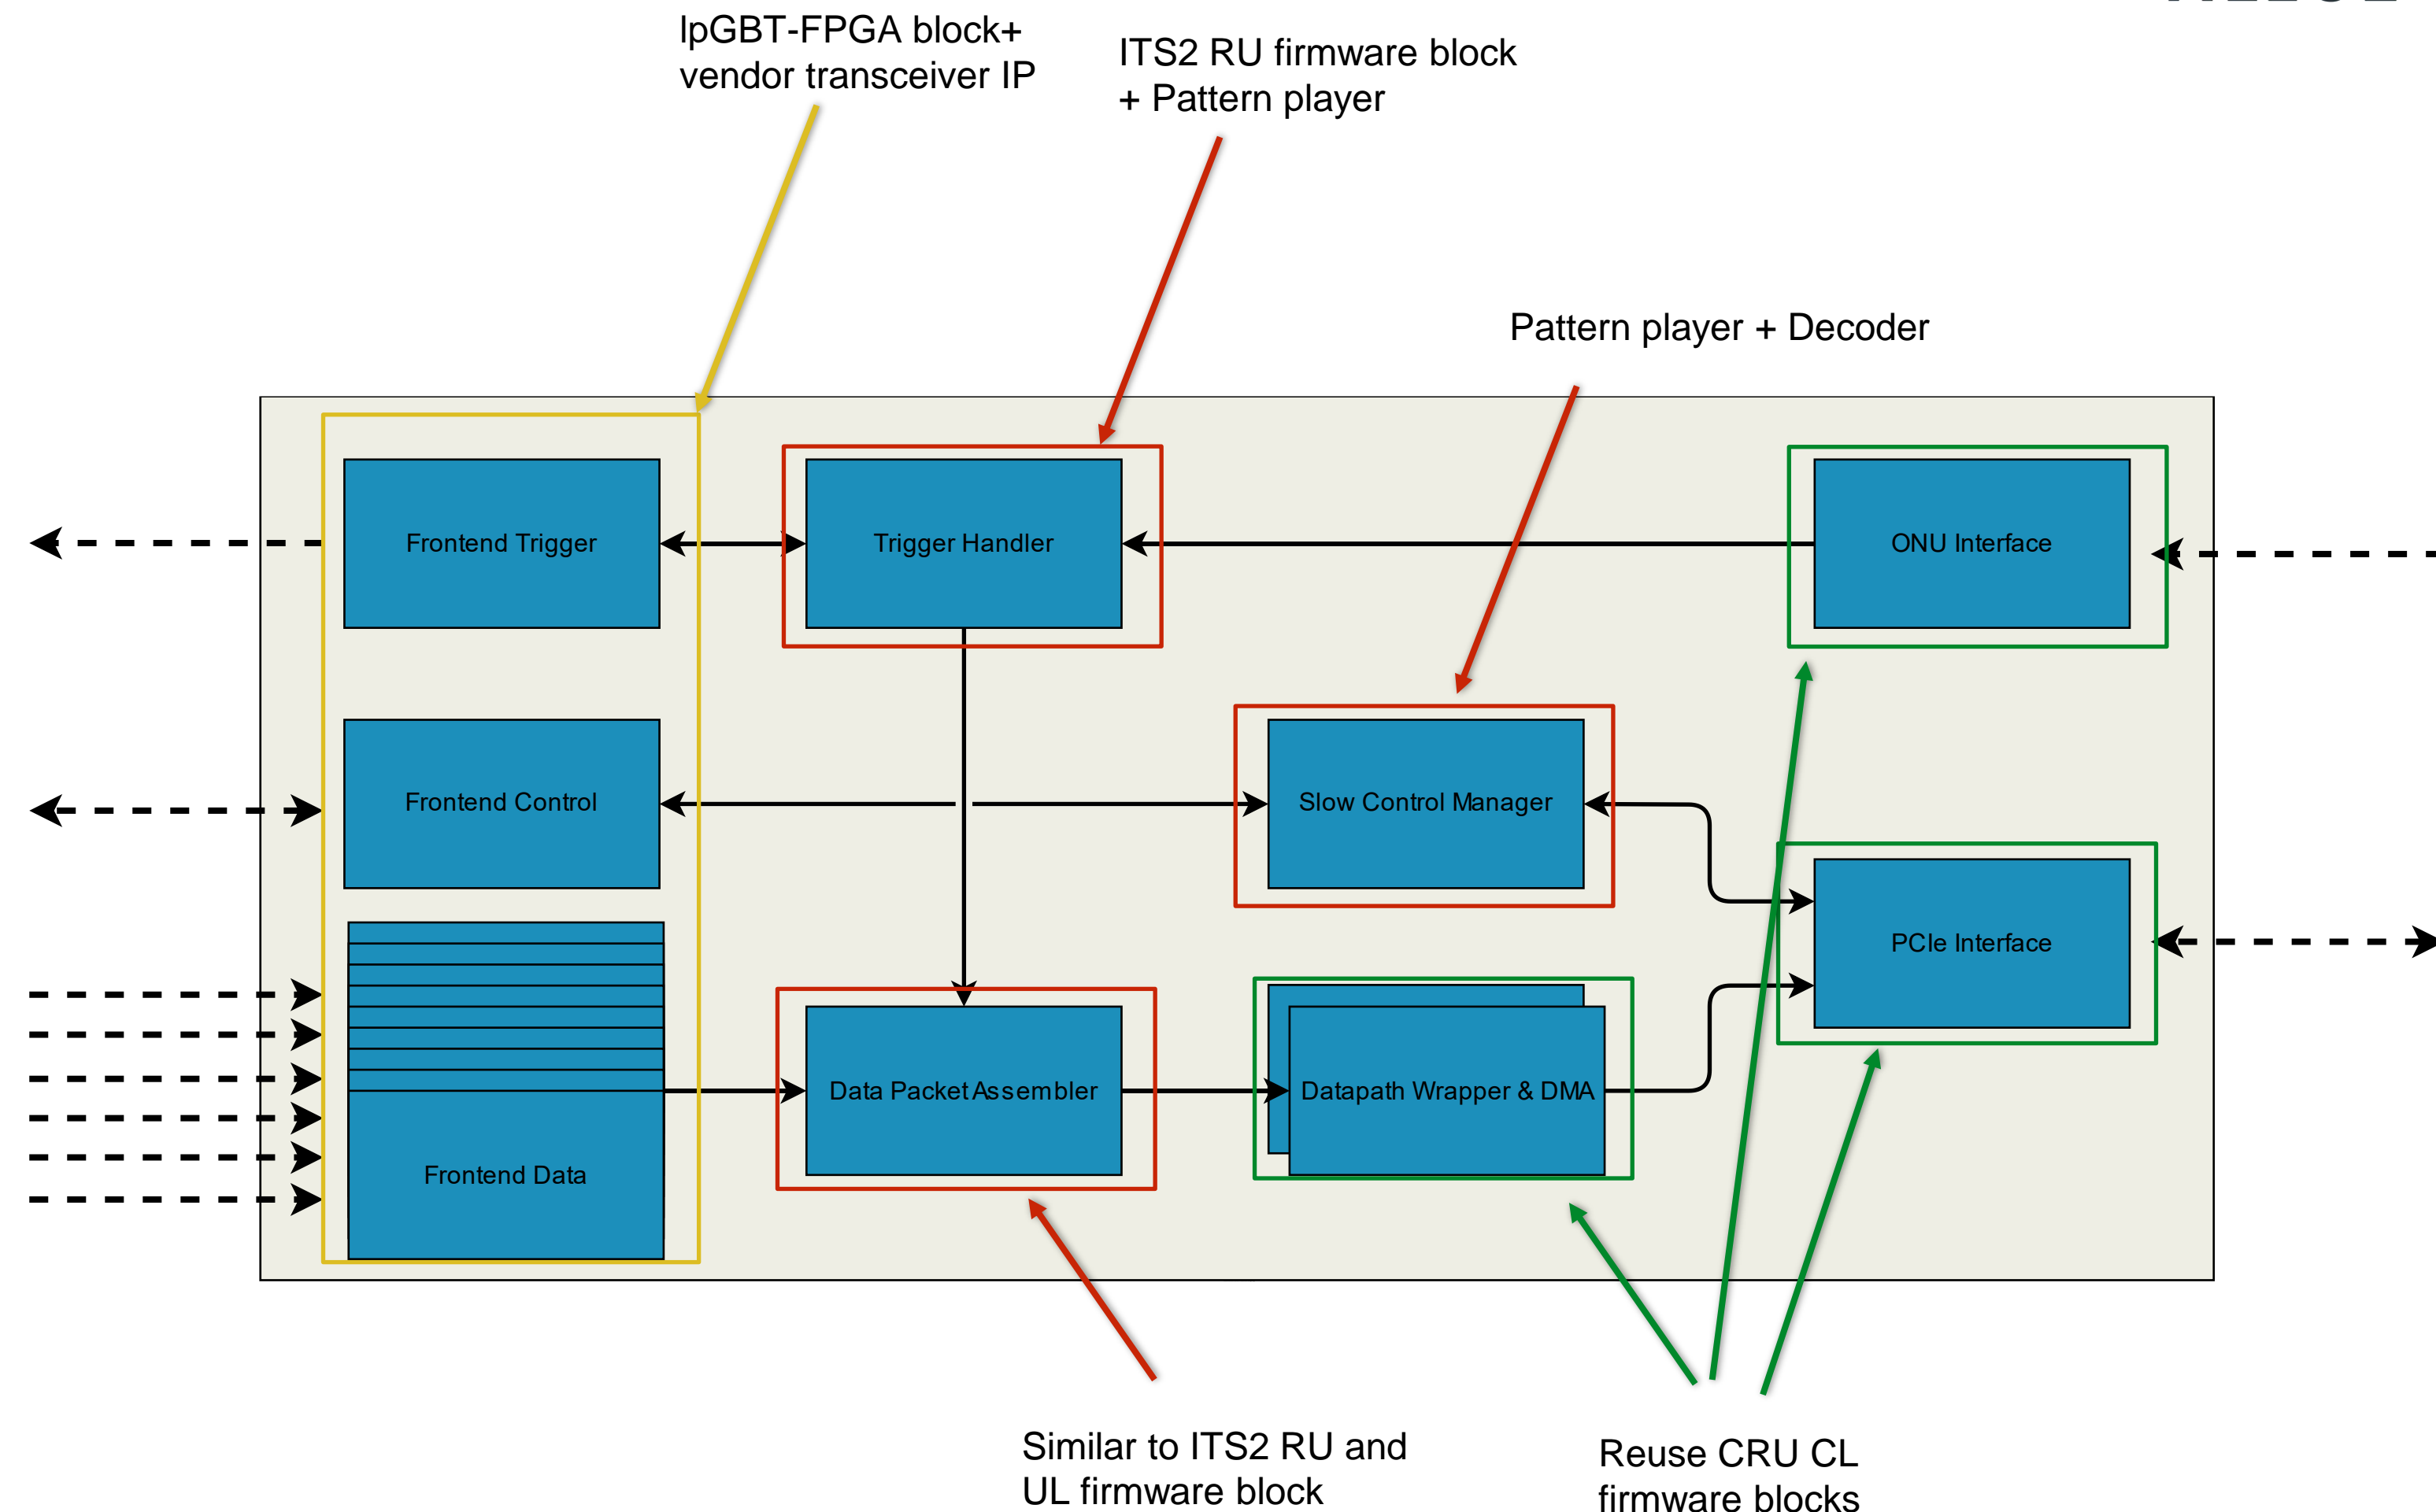 lpGBT-FPGA block+
vendor transceiver IP
ITS2 RU firmware block
+ Pattern player
Pattern player + Decoder
Frontend Trigger
Trigger Handler
ONU Interface
Frontend Control
Slow Control Manager
PCIe Interface
Data Packet Assembler
Datapath Wrapper & DMA
Frontend Data
Similar to ITS2 RU and
UL firmware block
Reuse CRU CL
firmware blocks